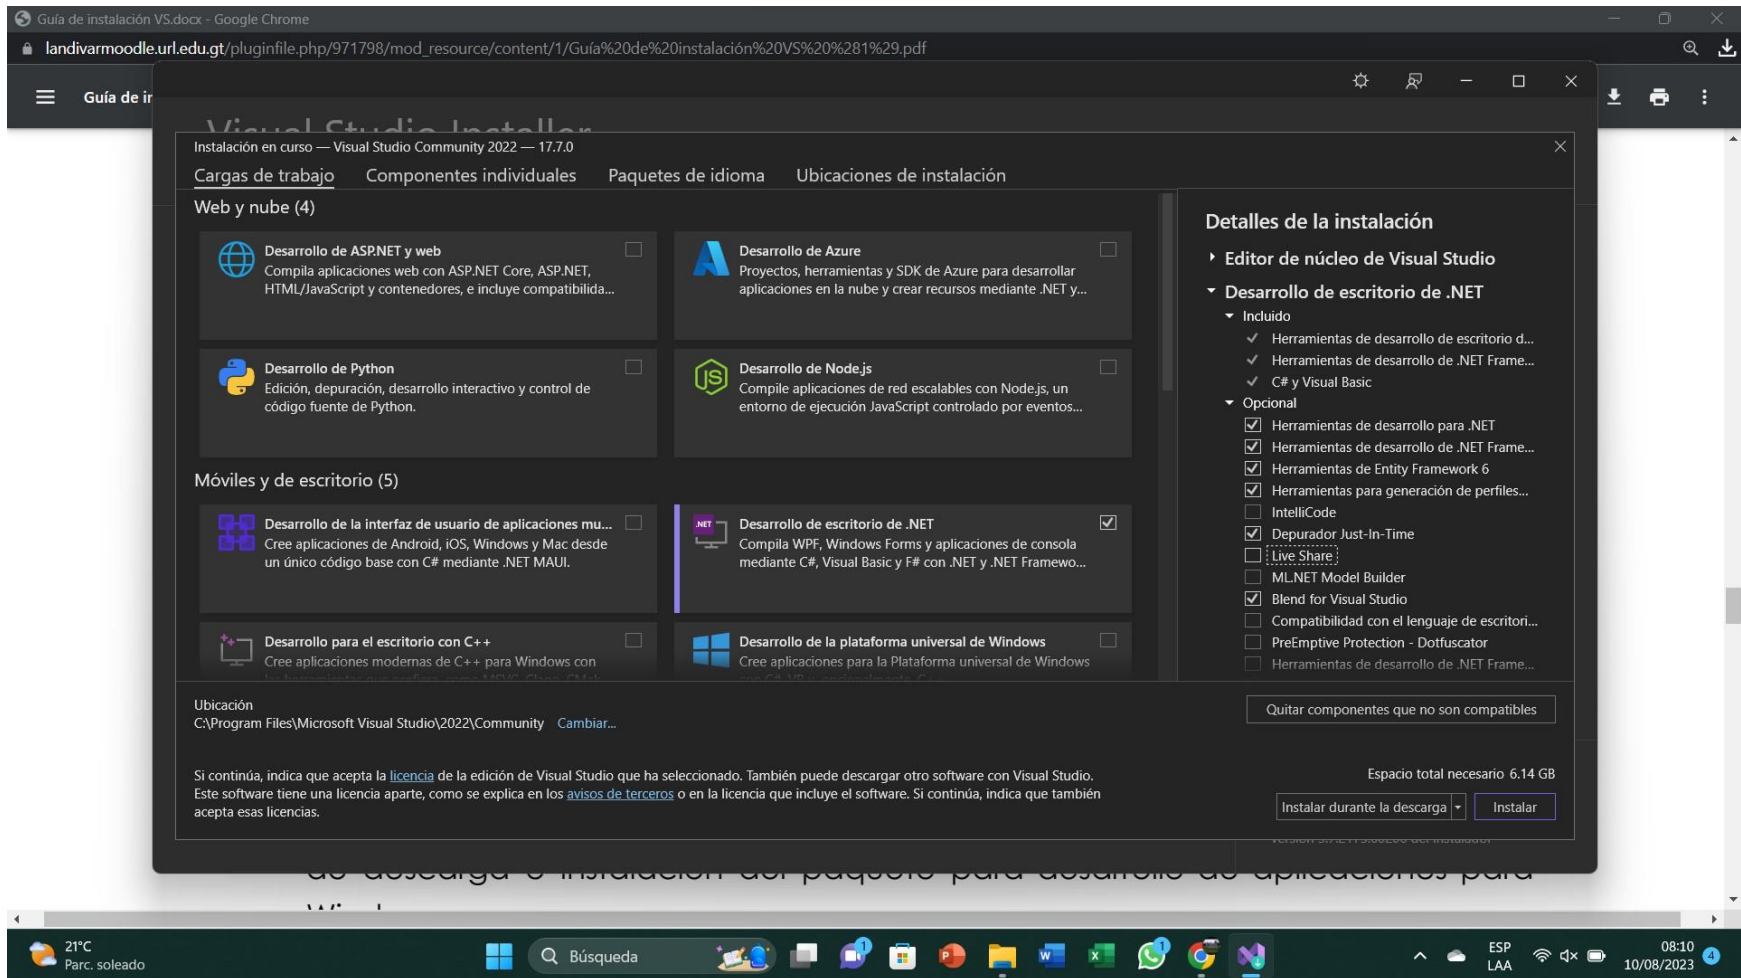 Guía de instalación VS.docx - Google Chrome
landivarmoodle.url.edu.gt/pluginfile.php/971798/mod_resource/content/1/Guía%20de%20instalación%20VS%20%281%29.pdf
Guía de in
Visual Studio Installer
Instalación en curso — Visual Studio Community 2022 — 17.7.0
Cargas de trabajo
Componentes individuales
Paquetes de idioma
Ubicaciones de instalación
Web y nube (4)
Desarrollo de ASP.NET y web
Compila aplicaciones web con ASP.NET Core, ASP.NET,
HTML/JavaScript y contenedores, e incluye compatibilida...
Desarrollo de Azure
Proyectos, herramientas y SDK de Azure para desarrollar
aplicaciones en la nube y crear recursos mediante .NET y...
Desarrollo de Python
Edición, depuración, desarrollo interactivo y control de
código fuente de Python.
JS
Desarrollo de Node.js
Compile aplicaciones de red escalables con Node.js, un
entorno de ejecución JavaScript controlado por eventos...
Móviles y de escritorio (5)
Desarrollo de la interfaz de usuario de aplicaciones mu...
Cree aplicaciones de Android, iOS, Windows y Mac desde
un único código base con C# mediante .NET MAUI.
.NET
Desarrollo de escritorio de .NET
Compila WPF, Windows Forms y aplicaciones de consola
mediante C#, Visual Basic y F# con .NET y .NET Framewo...
Desarrollo para el escritorio con C++
Cree aplicaciones modernas de C++ para Windows con
Desarrollo de la plataforma universal de Windows
Cree aplicaciones para la Plataforma universal de Windows
Detalles de la instalación
Editor de núcleo de Visual Studio
Desarrollo de escritorio de .NET
Incluido
Herramientas de desarrollo de escritorio d...
Herramientas de desarrollo de .NET Frame...
C# y Visual Basic
Opcional
Herramientas de desarrollo para .NET
Herramientas de desarrollo de .NET Frame...
Herramientas de Entity Framework 6
Herramientas para generación de perfiles...
IntelliCode
Depurador Just-In-Time
Live Share
ML.NET Model Builder
Blend for Visual Studio
Compatibilidad con el lenguaje de escritori...
PreEmptive Protection - Dotfuscator
Herramientas de desarrollo de .NET Frame...
Ubicación
C:\Program Files\Microsoft Visual Studio\2022\Community Cambiar...
Quitar componentes que no son compatibles
Si continúa, indica que acepta la licencia de la edición de Visual Studio que ha seleccionado. También puede descargar otro software con Visual Studio.
Este software tiene una licencia aparte, como se explica en los avisos de terceros o en la licencia que incluye el software. Si continúa, indica que también
acepta esas licencias.
Espacio total necesario 6.14 GB
Instalar durante la descarga
Instalar
de descarga e instalación del paquete para desarrollo de aplicaciones para
21°C
Parc. soleado
Búsqueda
1
1
ESP
LAA
08:10
10/08/2023
4